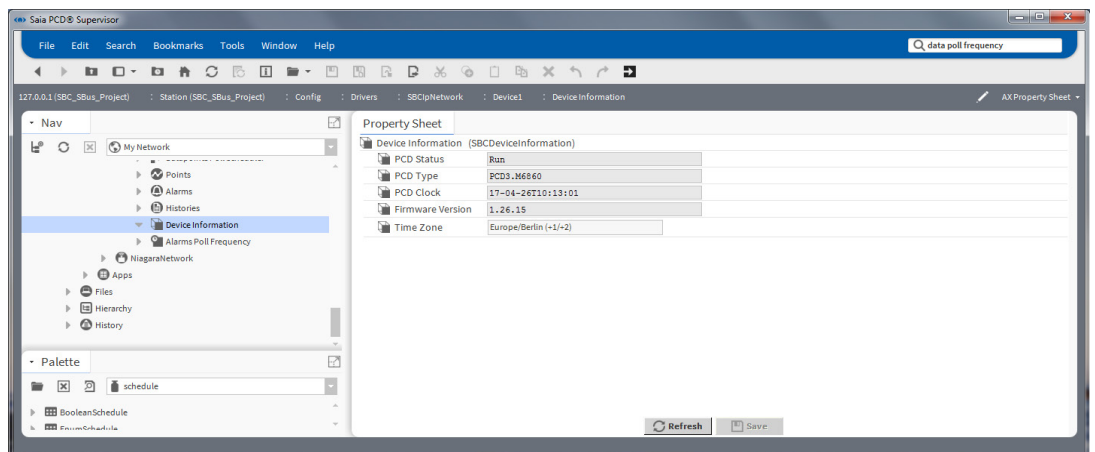 Saia PCD® Supervisor
File Edit Search Bookmarks Tools Window Help
data poll frequency
127.0.0.1 (SBC_SBus_Project) : Station (SBC_SBus_Project) : Config : Drivers : SBCIpNetwork : Device1 : Device Information
AX Property Sheet
Nav
My Network
Points
Alarms
Histories
Device Information
Alarms Poll Frequency
NiagaraNetwork
Apps
Files
Hierarchy
History
Palette
schedule
BooleanSchedule
EnumSchedule
Property Sheet
Device Information (SBCDeviceInformation)
PCD Status Run
PCD Type PCD3.M6860
PCD Clock 17-04-26T10:13:01
Firmware Version 1.26.15
Time Zone Europe/Berlin (+1/+2)
Refresh Save